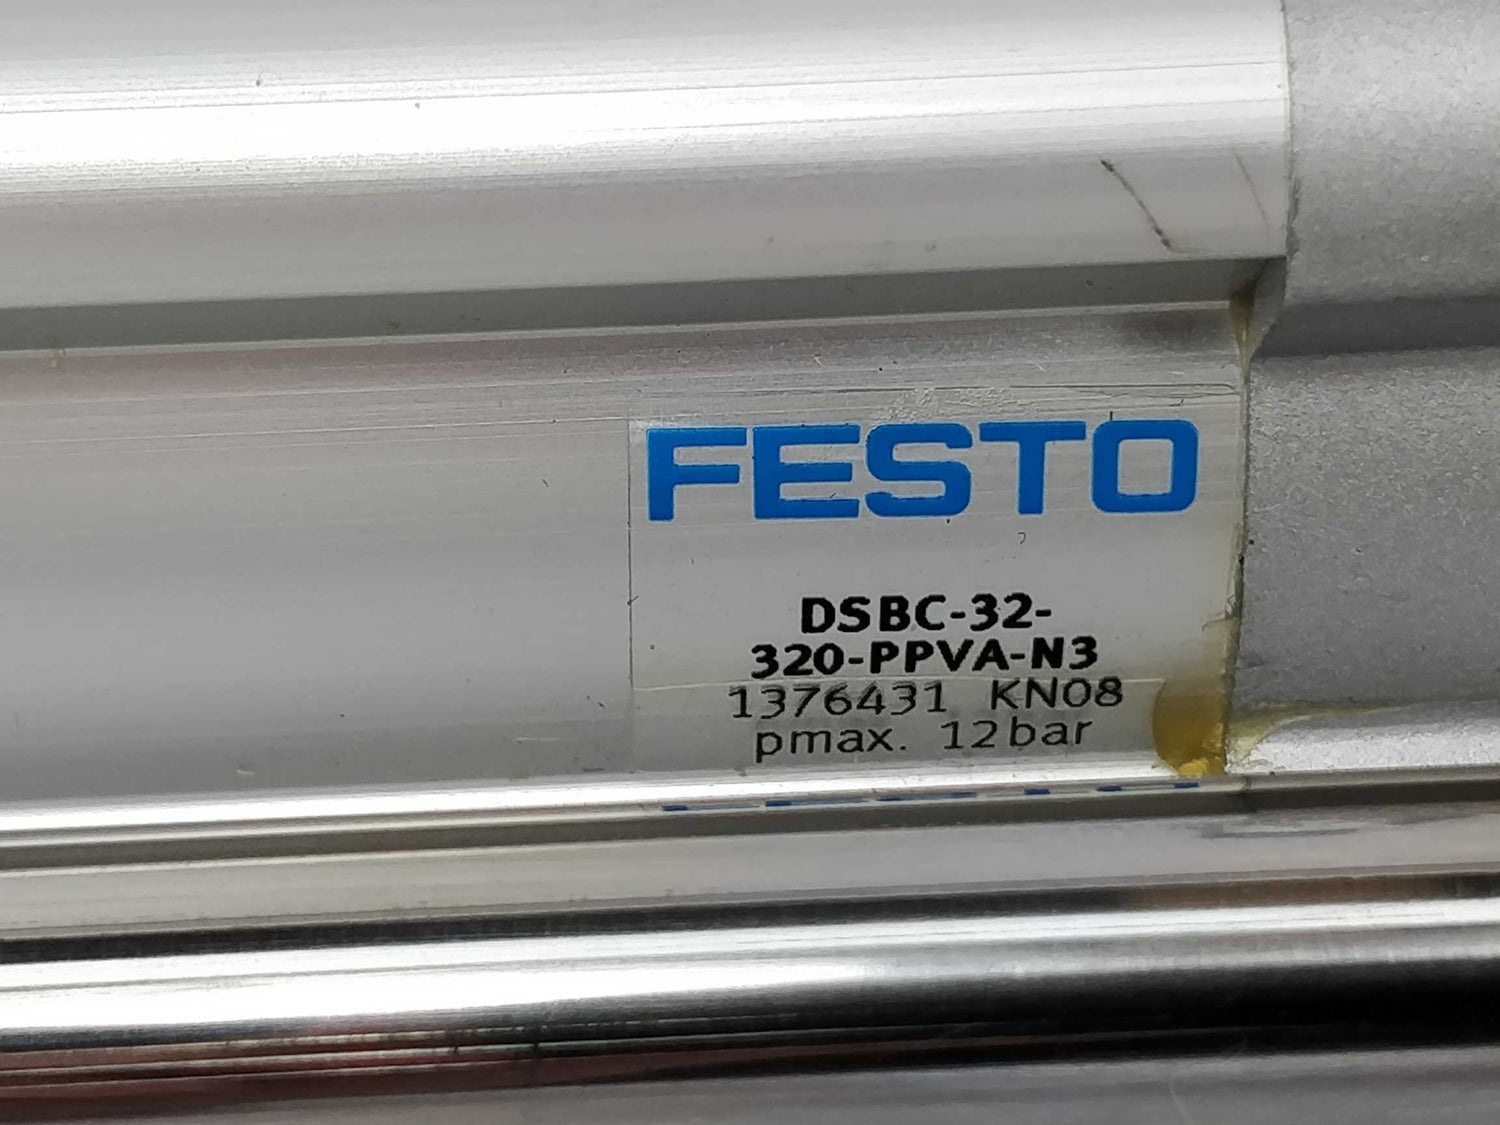 FESTO
DSBC-32-
320-PPVA-N3
1376431 KN08
pmax. 12bar